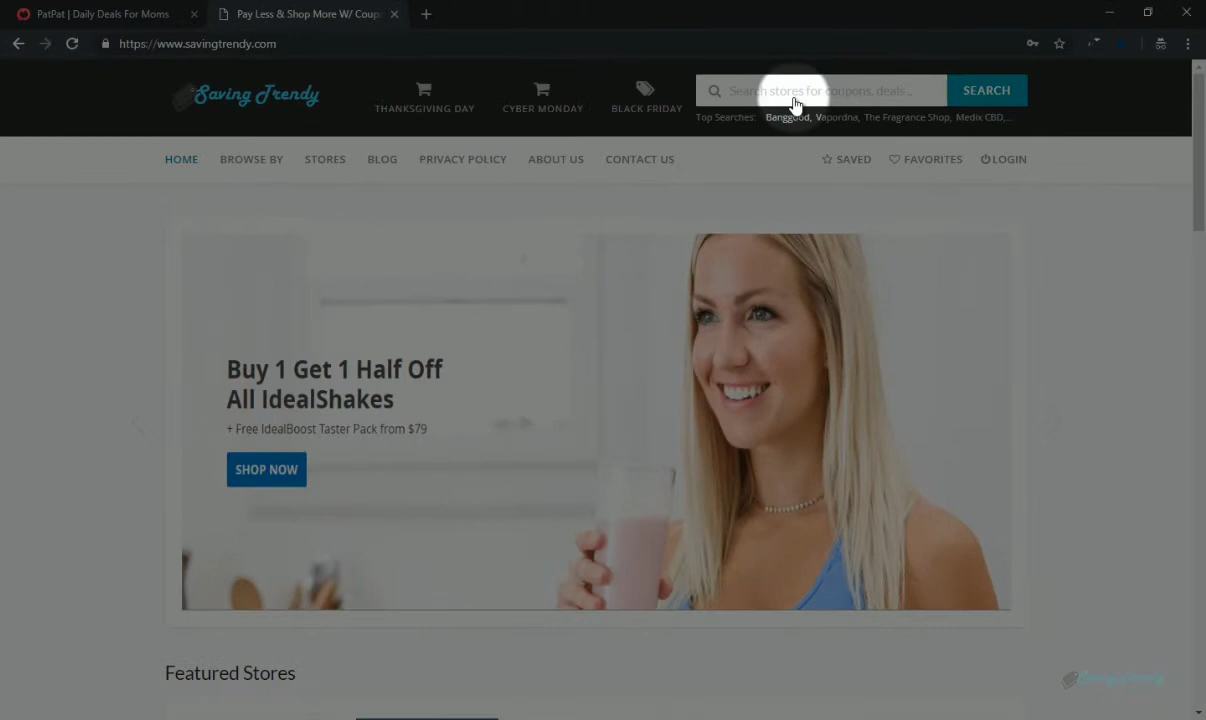 PatPat | Daily Deals For Moms
Pay Less & Shop More W/ Coup
https://www.savingtrendy.com
Saving Trendy
THANKSGIVING DAY
CYBER MONDAY
BLACK FRIDAY
Search stores for coupons, deals ..
SEARCH
Top Searches: Banggood, Vapordna, The Fragrance Shop, Medix CBD,...
HOME
BROWSE BY
STORES
BLOG
PRIVACY POLICY
ABOUT US
CONTACT US
SAVED
FAVORITES
LOGIN
Buy 1 Get 1 Half Off
All IdealShakes
+ Free IdealBoost Taster Pack from $79
SHOP NOW
Featured Stores
Saving Trendy